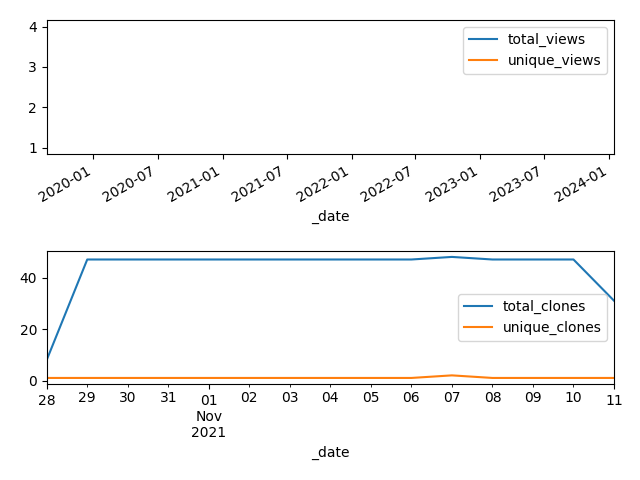 4
3
2
1
total_views
unique_views
2020-01
2020-07
2021-01
2021-07
2022-01
2022-07
2023-01
2023-07
2024-01
_date
40
20
0
total_clones
unique_clones
28 29 30 31 01 02 03 04 05 06 07 08 09 10 11
Nov
2021
_date